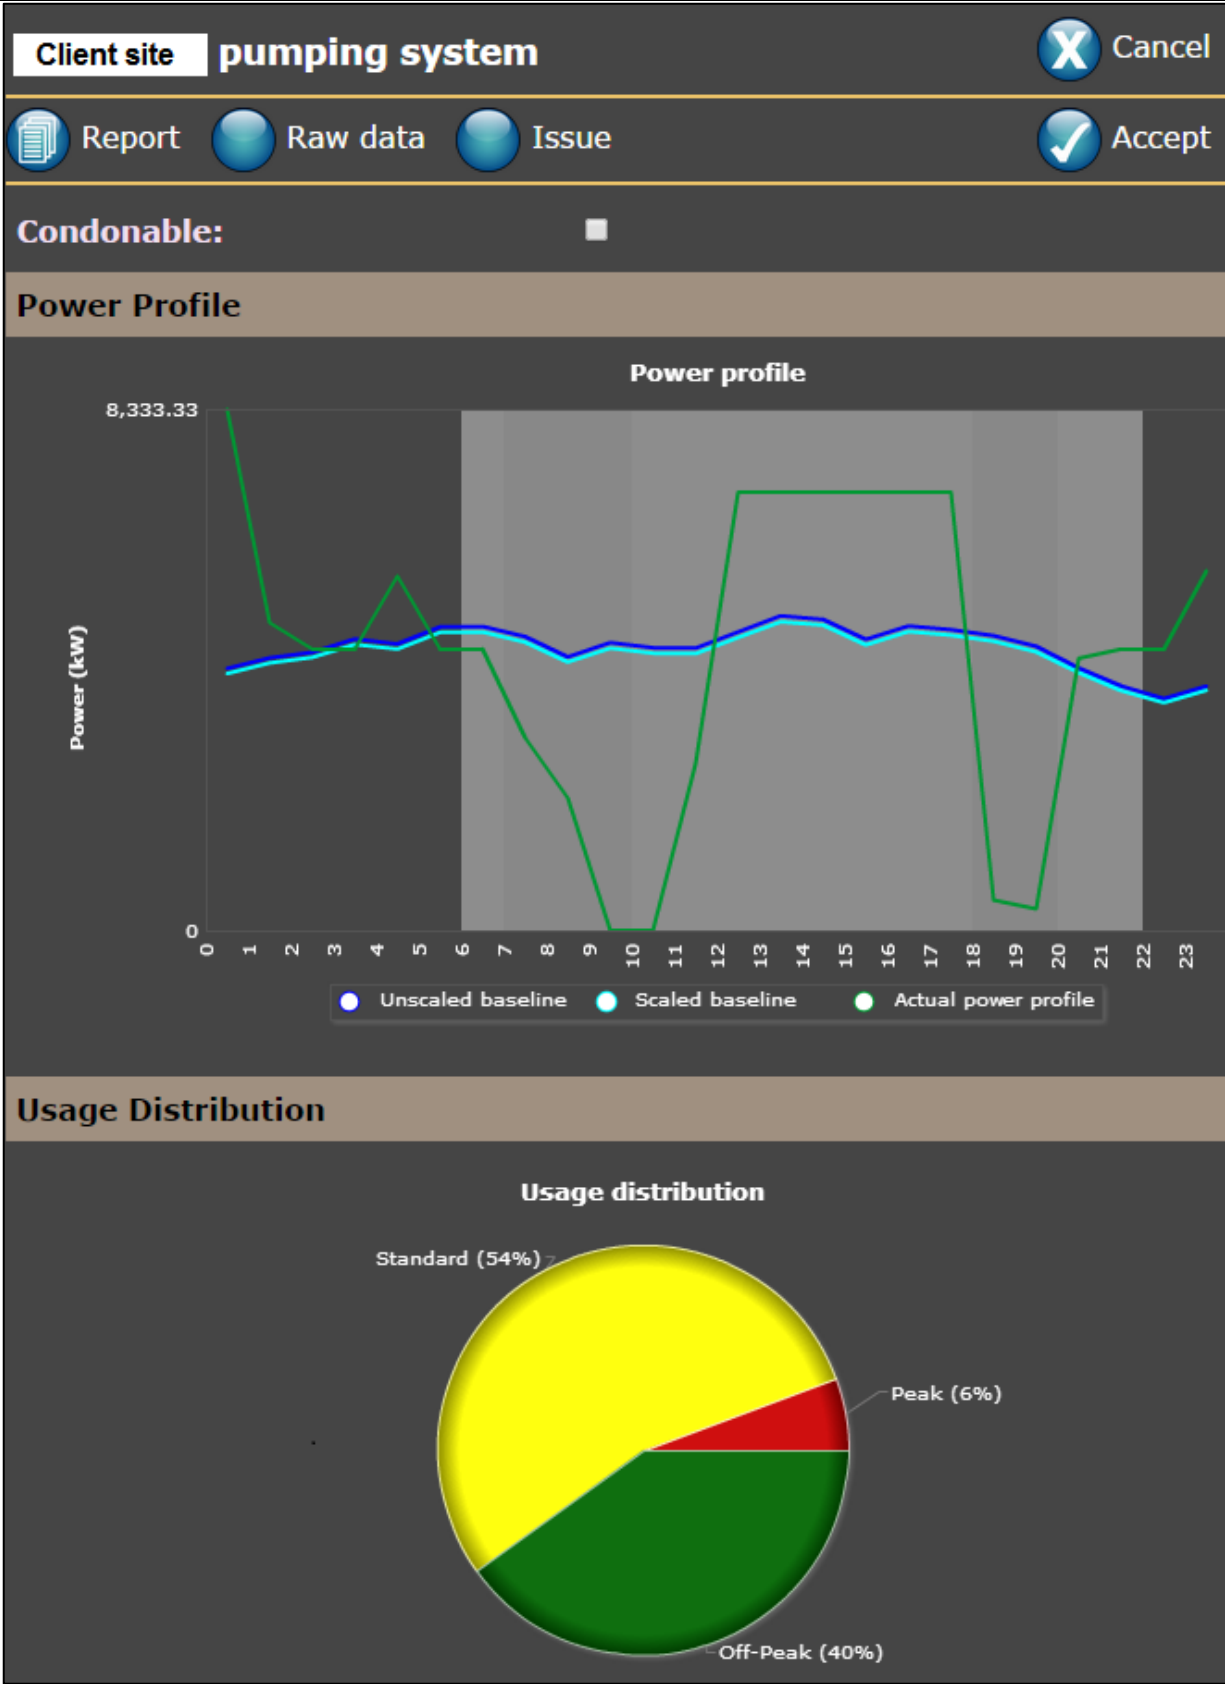 Client site pumping system
Cancel
Report
Raw data
Issue
Accept
Condonable:
Power Profile
Power profile
8,333.33
Power (kW)
0
0 1 2 3 4 5 6 7 8 9 10 11 12 13 14 15 16 17 18 19 20 21 22 23
Unscaled baseline
Scaled baseline
Actual power profile
Usage Distribution
Usage distribution
Standard (54%)
Peak (6%)
Off-Peak (40%)